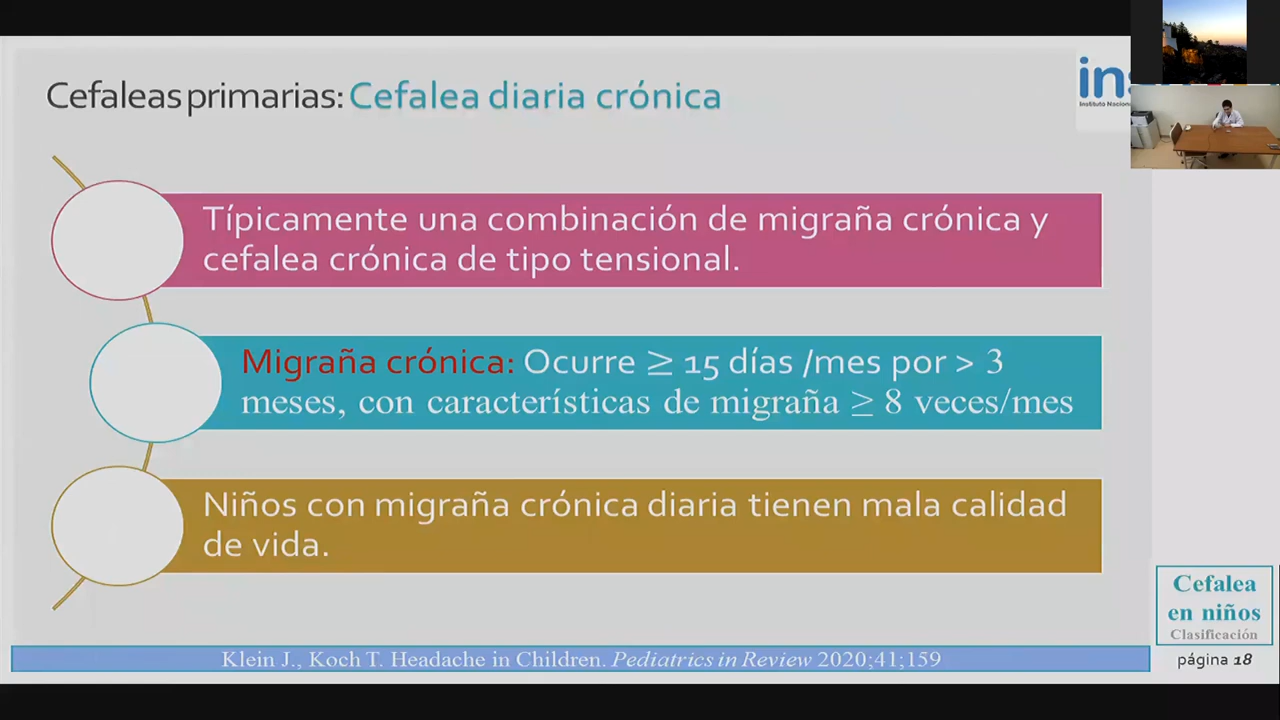 Cefaleas primarias: Cefalea diaria crónica
Típicamente una combinación de migraña crónica y
cefalea crónica de tipo tensional.
Migraña crónica: Ocurre ≥ 15 días /mes por > 3
meses, con características de migraña ≥ 8 veces/mes
Niños con migraña crónica diaria tienen mala calidad
de vida.
Klein J., Koch T. Headache in Children. Pediatrics in Review 2020;41;159
Cefalea
en niños
Clasificación
página 18
Instituto